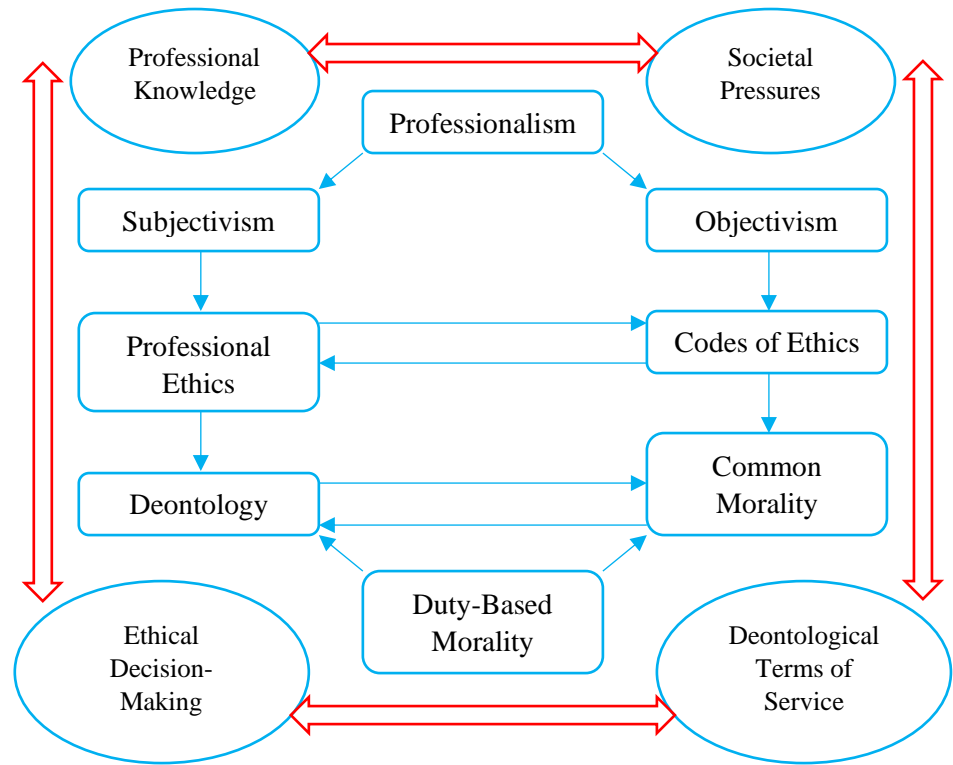 Professional
Knowledge
Societal
Pressures
Professionalism
Subjectivism
Objectivism
Professional
Ethics
Codes of Ethics
Deontology
Common
Morality
Duty-Based
Morality
Ethical
Decision-
Making
Deontological
Terms of
Service